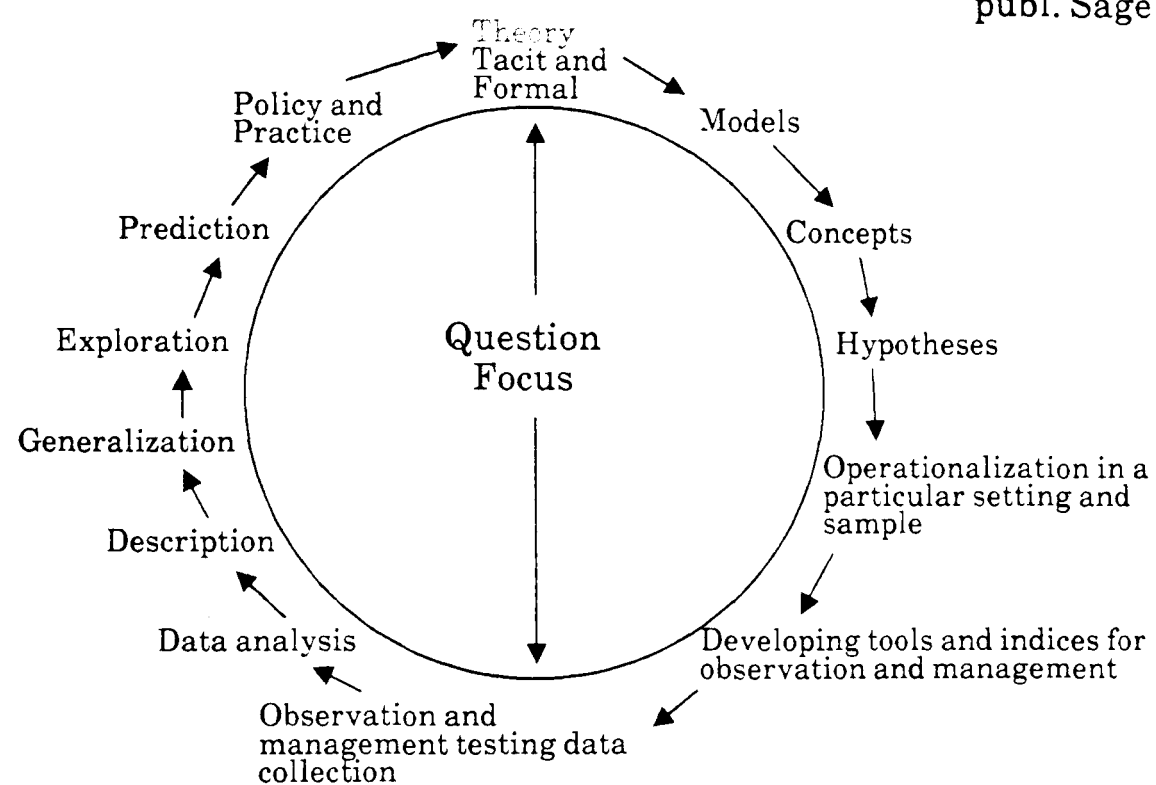 publ. Sage
Theory
Tacit and
Formal
Models
Concepts
Hypotheses
Operationalization in a
particular setting and
sample
Developing tools and indices for
observation and management
Observation and
management testing data
collection
Data analysis
Description
Generalization
Exploration
Prediction
Policy and
Practice
Question
Focus